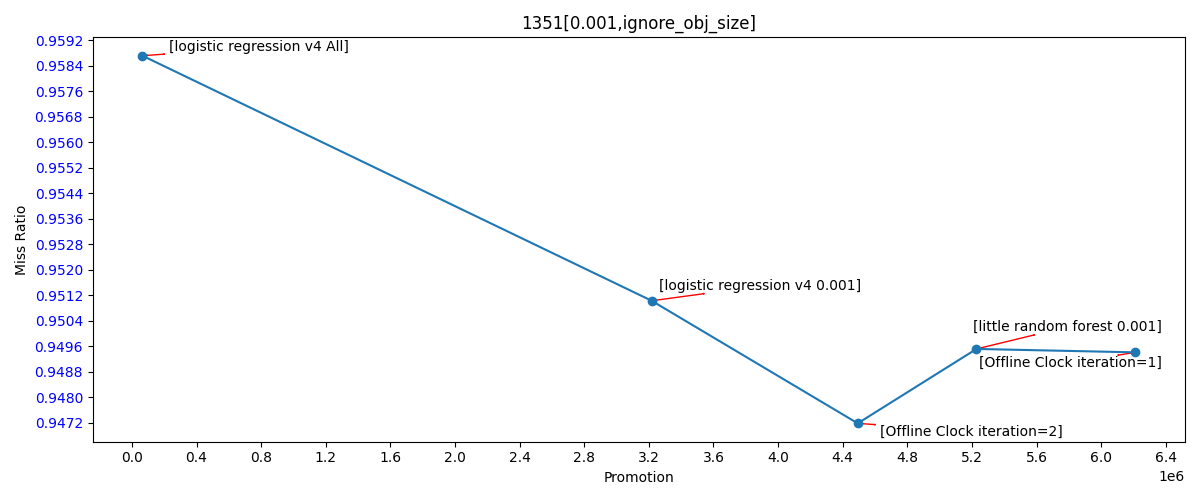 1351[0.001,ignore_obj_size]
0.9592
0.9584
0.9576
0.9568
0.9560
0.9552
0.9544
0.9536
0.9528
0.9520
0.9512
0.9504
0.9496
0.9488
0.9480
0.9472
Miss Ratio
[logistic regression v4 All]
[logistic regression v4 0.001]
[little random forest 0.001]
[Offline Clock iteration=1]
[Offline Clock iteration=2]
0.0 0.4 0.8 1.2 1.6 2.0 2.4 2.8 3.2 3.6 4.0 4.4 4.8 5.2 5.6 6.0 6.4
Promotion
1e6